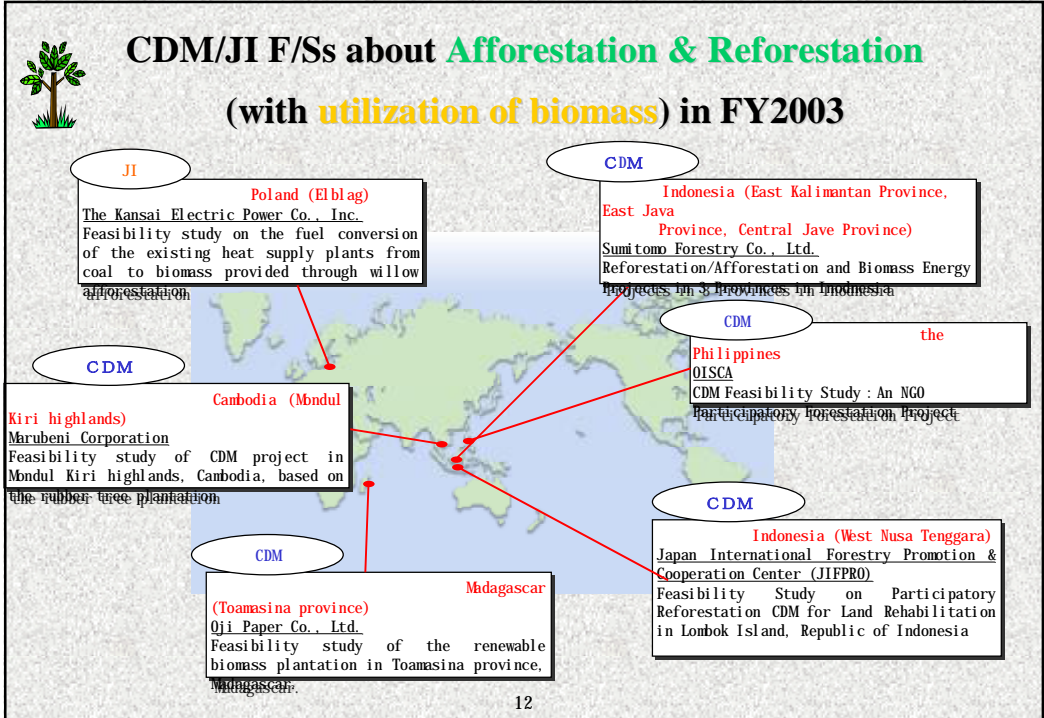 CDM/JI F/Ss about Afforestation & Reforestation
(with utilization of biomass) in FY2003
JI
Poland (Elblag)
The Kansai Electric Power Co., Inc.
Feasibility study on the fuel conversion
of the existing heat supply plants from
coal to biomass provided through willow
afforestation
CDM
Indonesia (East Kalimantan Province,
East Java
Province, Central Jave Province)
Sumitomo Forestry Co., Ltd.
Reforestation/Afforestation and Biomass Energy
Projects in 3 Provinces in Inodnesia
CDM
the
Philippines
OISCA
CDM Feasibility Study : An NGO
Participatory Forestation Project
CDM
Cambodia (Mondul
Kiri highlands)
Marubeni Corporation
Feasibility study of CDM project in
Mondul Kiri highlands, Cambodia, based on
the rubber tree plantation
CDM
Indonesia (West Nusa Tenggara)
Japan International Forestry Promotion &
Cooperation Center (JIFPRO)
Feasibility Study on Participatory
Reforestation CDM for Land Rehabilitation
in Lombok Island, Republic of Indonesia
CDM
Madagascar
(Toamasina province)
Oji Paper Co., Ltd.
Feasibility study of the renewable
biomass plantation in Toamasina province,
Madagascar.
12